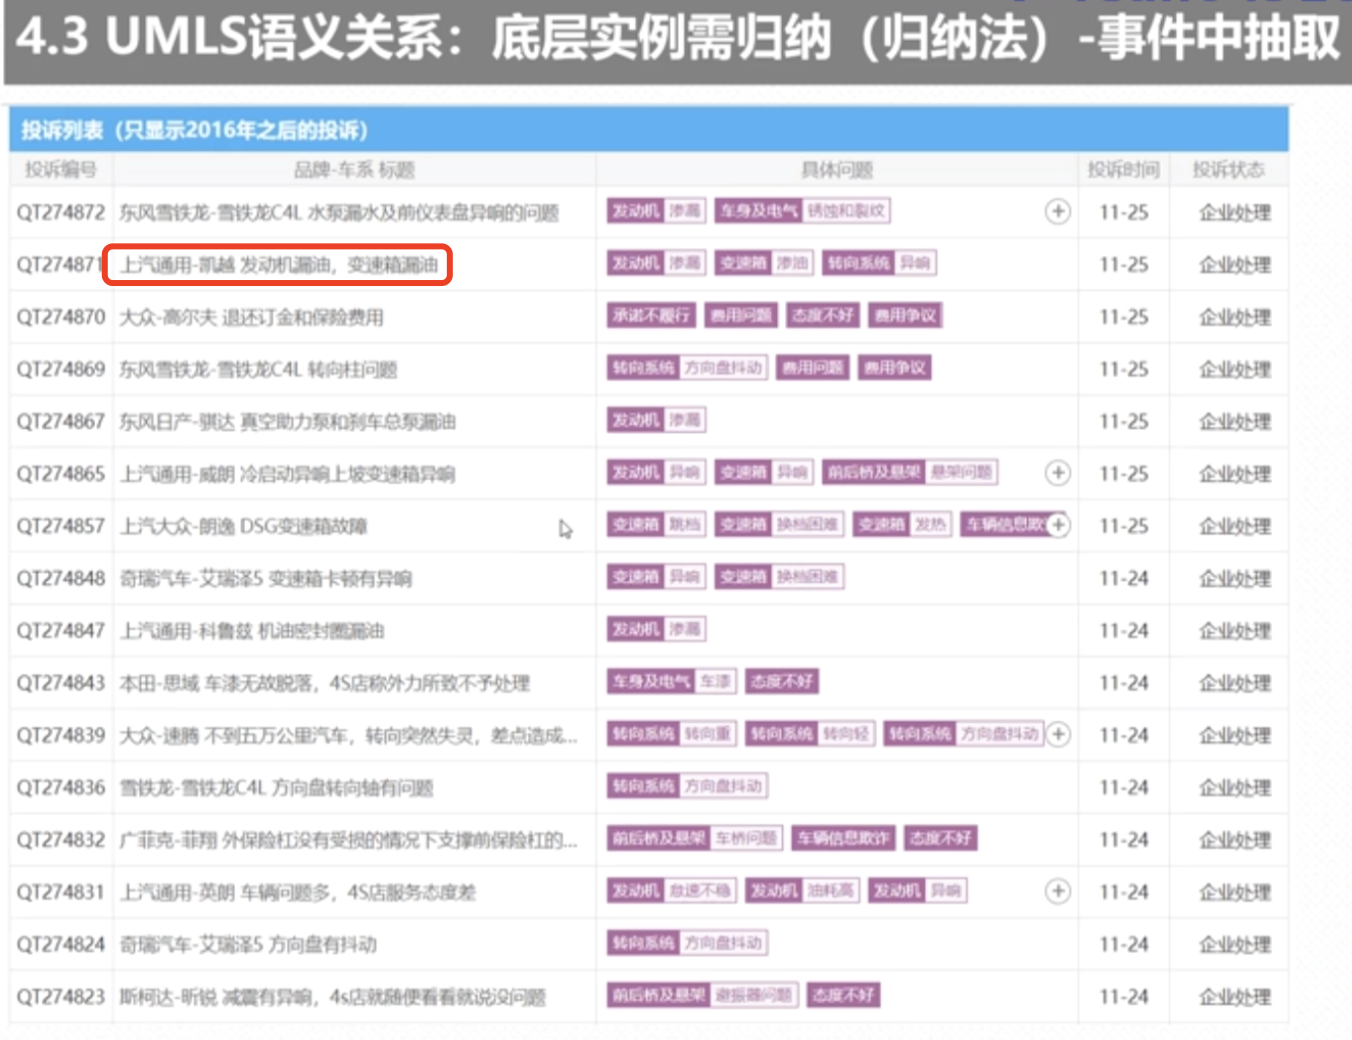 4.3 UMLS语义关系：底层实例需归纳（归纳法）-事件中抽取
投诉列表（只显示2016年之后的投诉）
投诉编号 品牌-车系 标题 具体问题 投诉时间 投诉状态
QT274872 东风雪铁龙-雪铁龙C4L 水泵漏水及前仪表盘异响的问题 发动机 渗漏 车身及电气 锈蚀和裂纹 11-25 企业处理
QT274871 上汽通用-凯越 发动机漏油，变速箱漏油 发动机 渗漏 变速箱 渗油 转向系统 异响 11-25 企业处理
QT274870 大众-高尔夫 退还订金和保险费用 承诺不履行 费用问题 态度不好 费用争议 11-25 企业处理
QT274869 东风雪铁龙-雪铁龙C4L 转向柱问题 转向系统 方向盘抖动 费用问题 费用争议 11-25 企业处理
QT274867 东风日产-骐达 真空助力泵和刹车总泵漏油 发动机 渗漏 11-25 企业处理
QT274865 上汽通用-威朗 冷启动异响上坡变速箱异响 发动机 异响 变速箱 异响 前后桥及悬架 悬架问题 11-25 企业处理
QT274857 上汽大众-朗逸 DSG变速箱故障 变速箱 跳档 变速箱 换档困难 变速箱 发热 车辆信息欺 11-25 企业处理
QT274848 奇瑞汽车-艾瑞泽5 变速箱卡顿有异响 变速箱 异响 变速箱 换档困难 11-24 企业处理
QT274847 上汽通用-科鲁兹 机油密封圈漏油 发动机 渗漏 11-24 企业处理
QT274843 本田-思域 车漆无故脱落，4S店称外力所致不予处理 车身及电气 车漆 态度不好 11-24 企业处理
QT274839 大众-速腾 不到五万公里汽车，转向突然失灵，差点造成... 转向系统 转向重 转向系统 转向轻 转向系统 方向盘抖动 11-24 企业处理
QT274836 雪铁龙-雪铁龙C4L 方向盘转向轴有问题 转向系统 方向盘抖动 11-24 企业处理
QT274832 广菲克-菲翔 外保险杠没有受损的情况下支撑前保险杠的... 前后桥及悬架 车桥问题 车辆信息欺诈 态度不好 11-24 企业处理
QT274831 上汽通用-英朗 车辆问题多，4S店服务态度差 发动机 怠速不稳 发动机 油耗高 发动机 异响 11-24 企业处理
QT274824 奇瑞汽车-艾瑞泽5 方向盘有抖动 转向系统 方向盘抖动 11-24 企业处理
QT274823 斯柯达-昕锐 减震有异响，4s店就随便看看就说没问题 前后桥及悬架 避振器问题 态度不好 11-24 企业处理